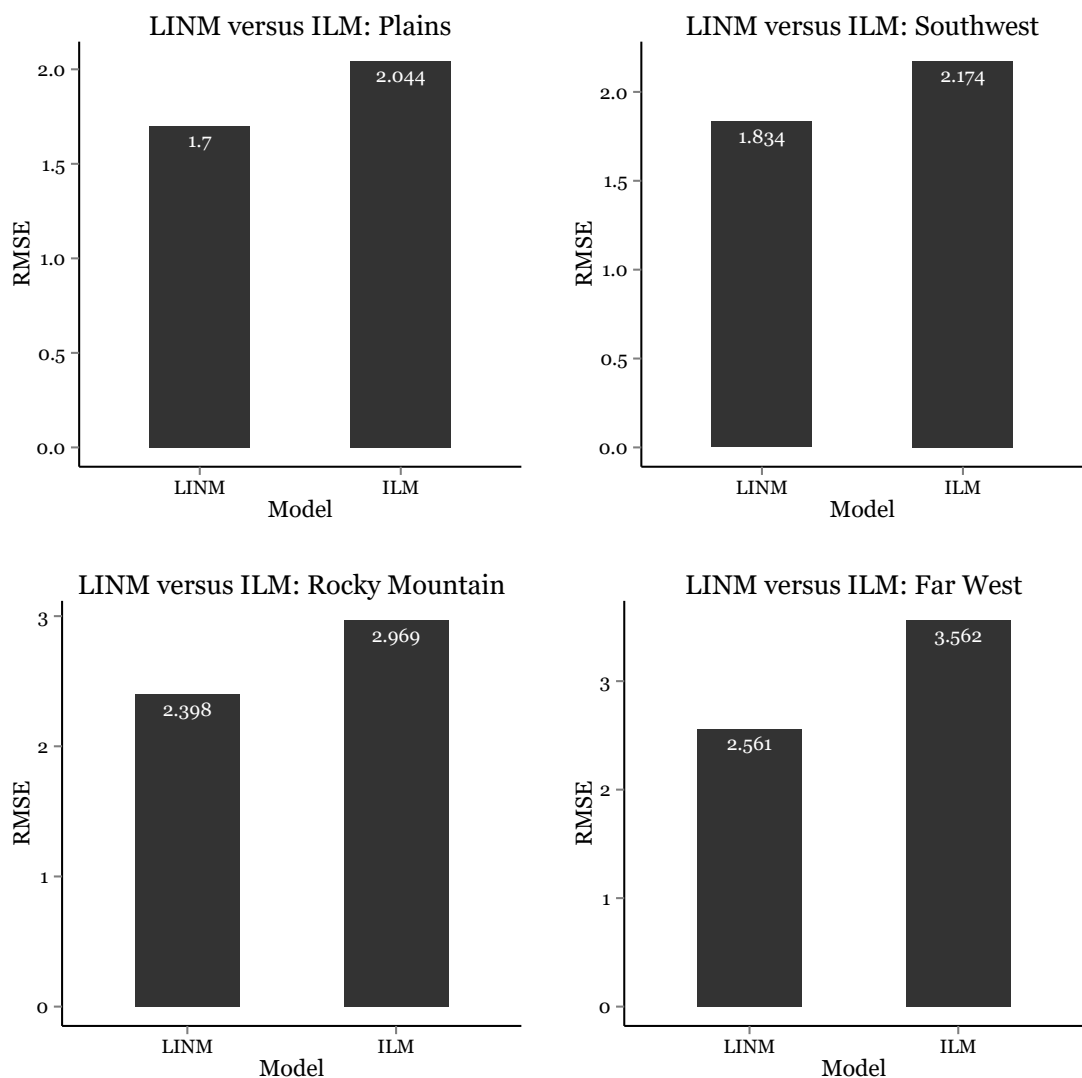 LINM versus ILM: Plains
RMSE
2.0
1.5
1.0
0.5
0.0
1.7
2.044
LINM
ILM
Model
LINM versus ILM: Southwest
RMSE
2.0
1.5
1.0
0.5
0.0
1.834
2.174
LINM
ILM
Model
LINM versus ILM: Rocky Mountain
RMSE
3
2
1
0
2.398
2.969
LINM
ILM
Model
LINM versus ILM: Far West
RMSE
3
2
1
0
2.561
3.562
LINM
ILM
Model